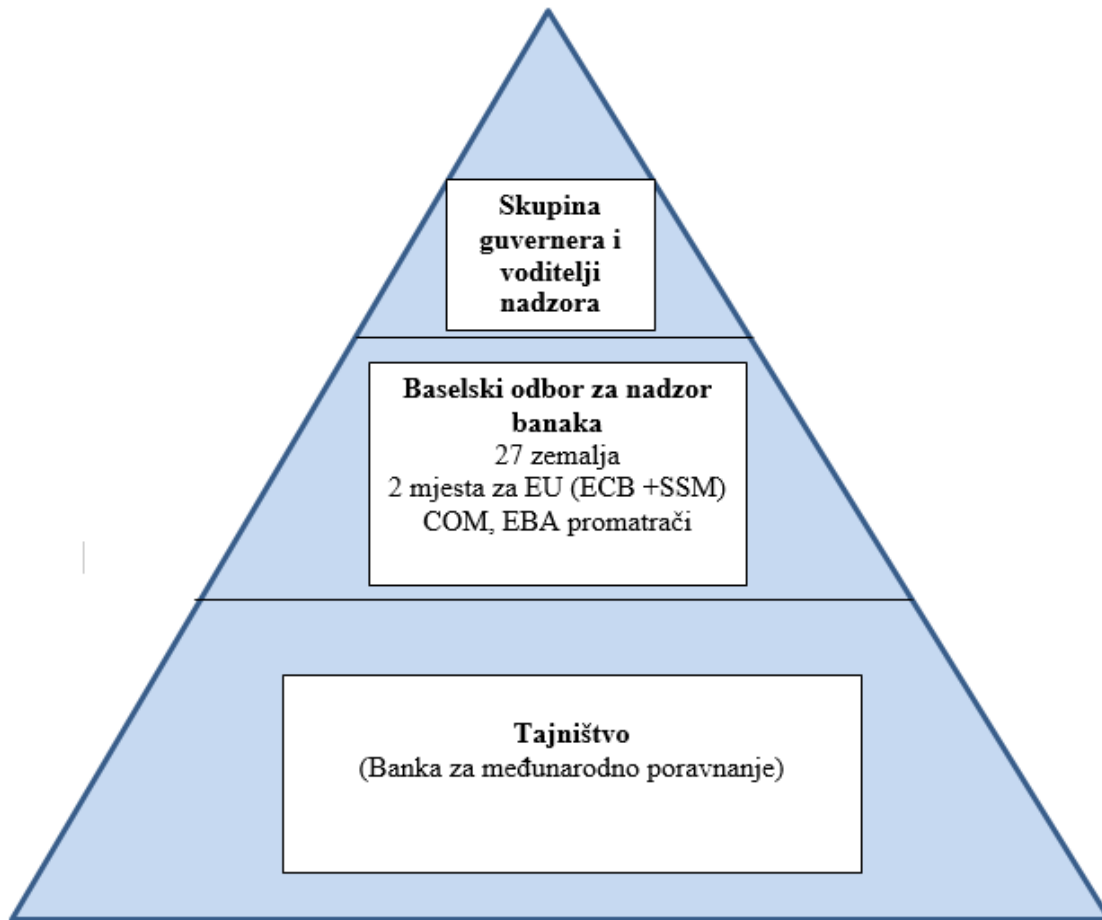 Skupina
guvernera i
voditelji
nadzora
Baselski odbor za nadzor
banaka
27 zemalja
2 mjesta za EU (ECB +SSM)
COM, EBA promatrači
Tajništvo
(Banka za međunarodno poravnanje)